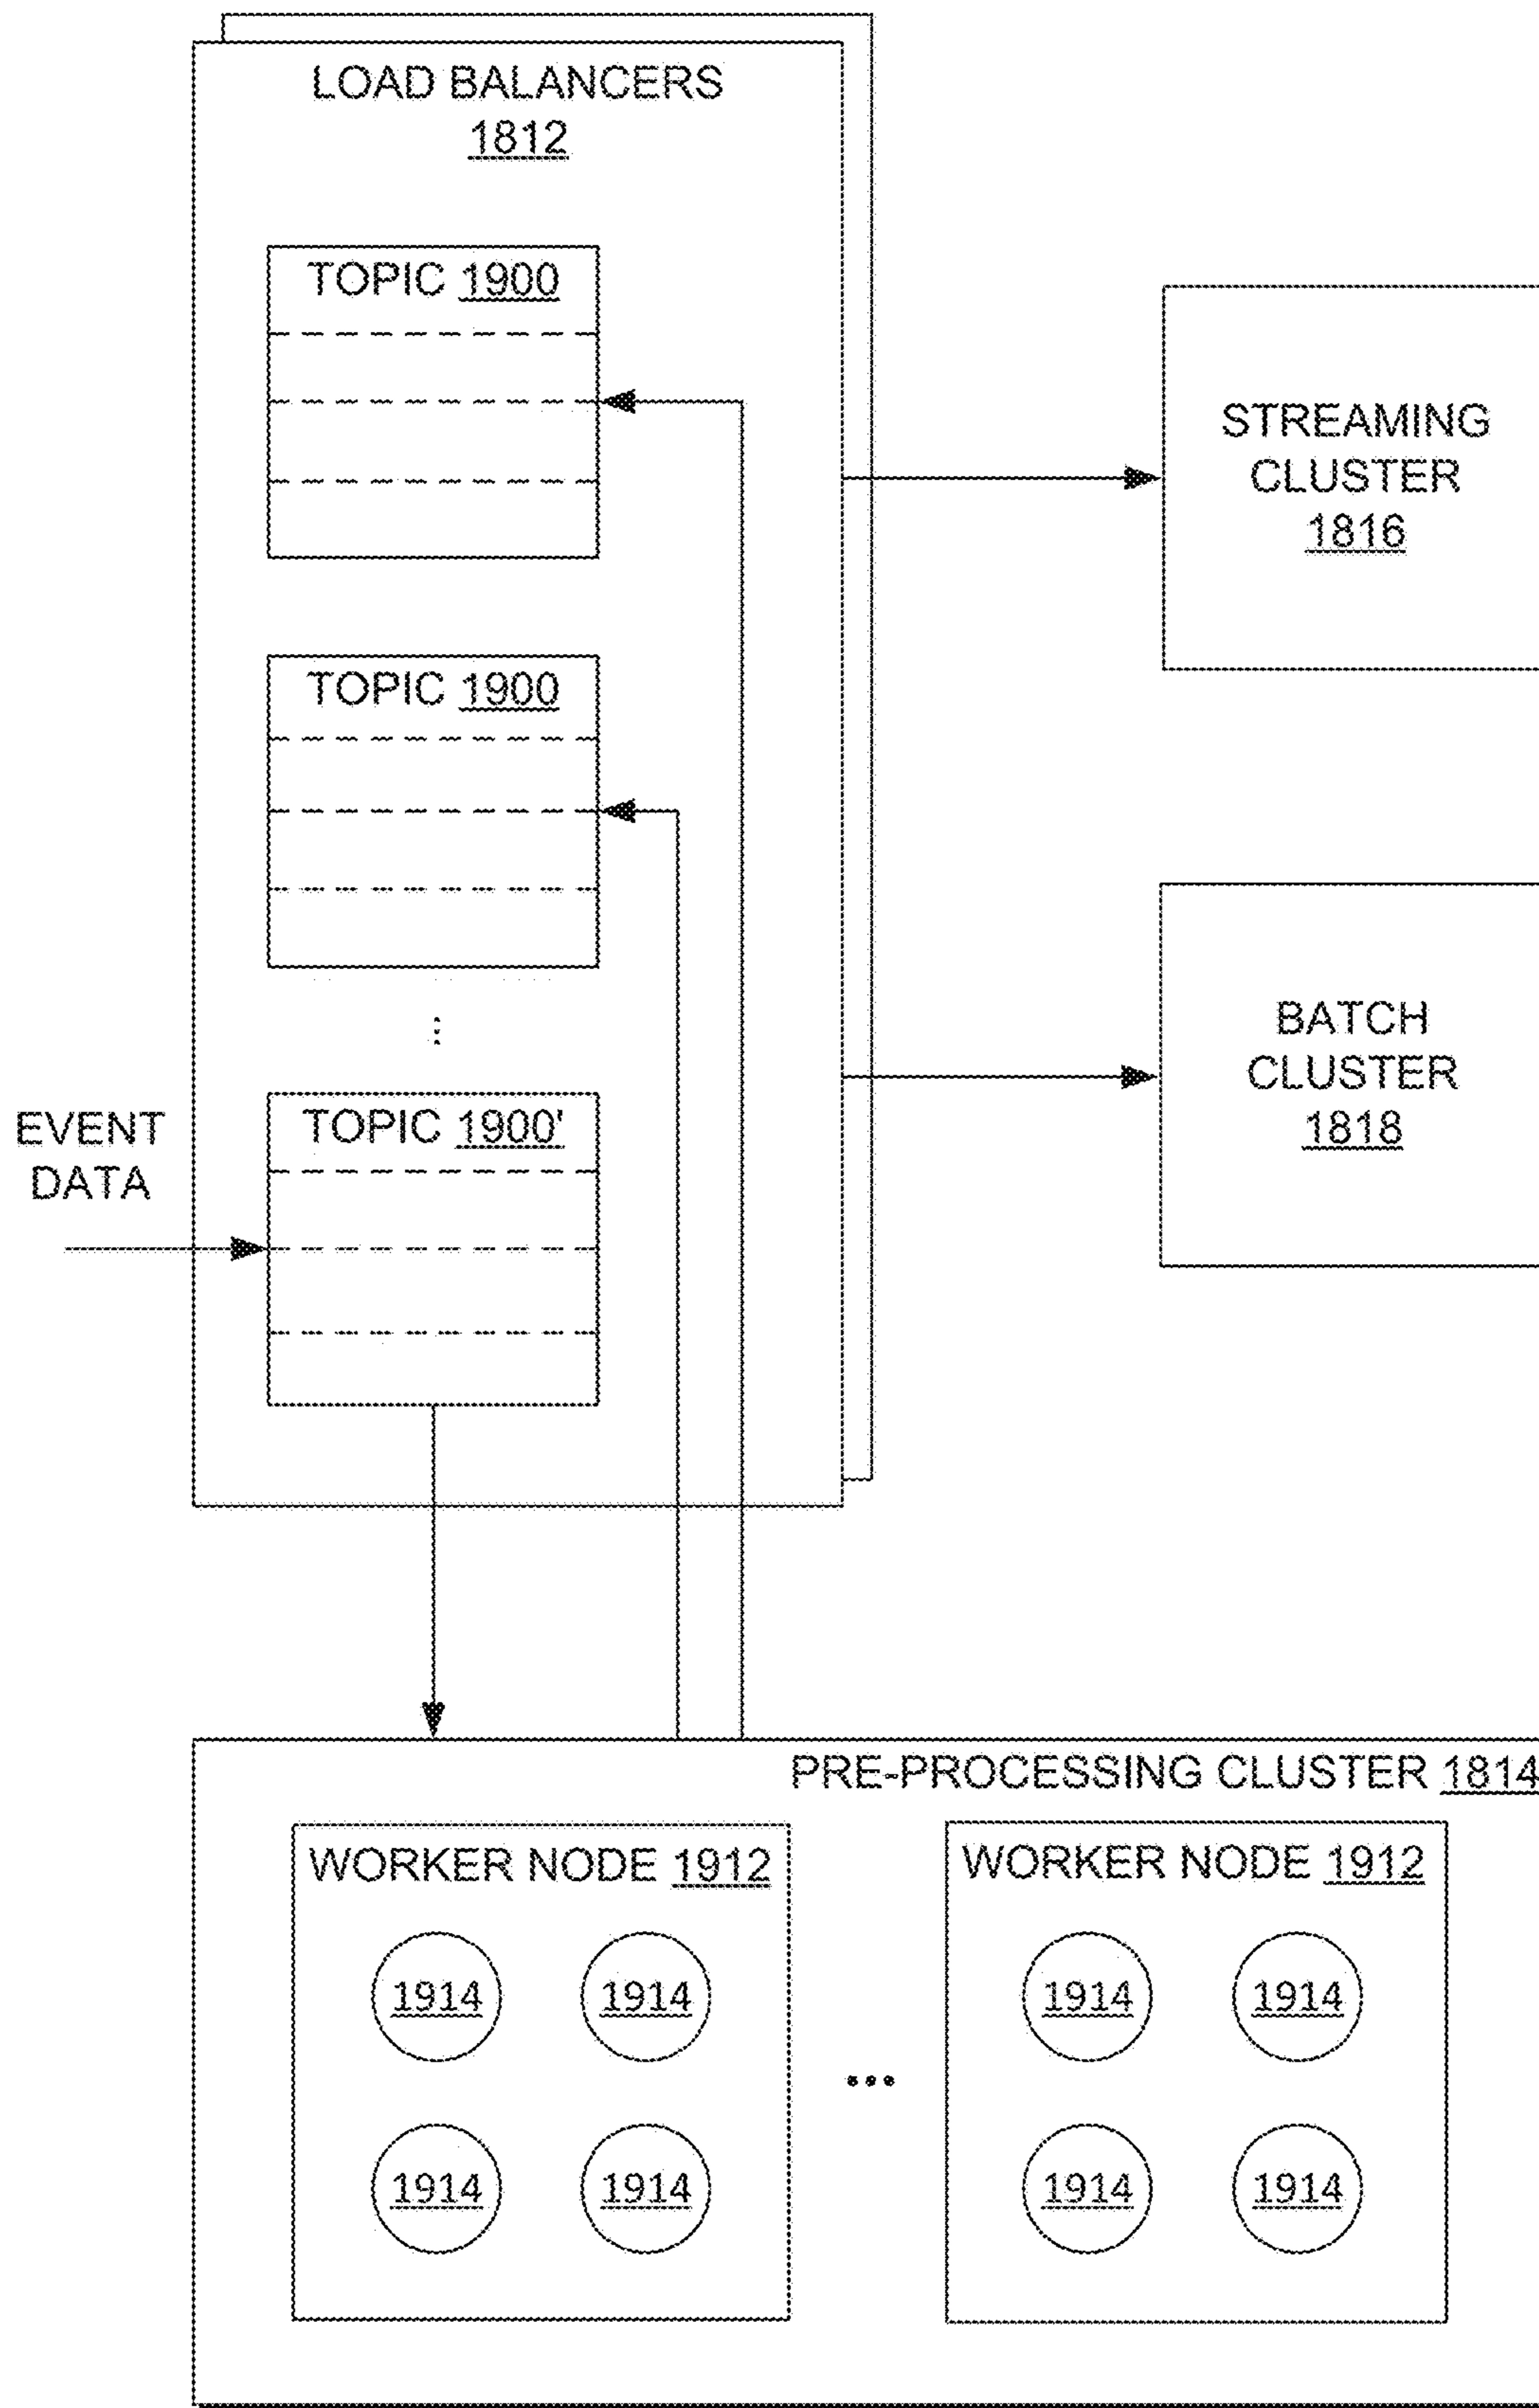 LOAD BALANCERS
1812
TOPIC 1900
TOPIC 1900
...
TOPIC 1900'
EVENT
DATA
STREAMING
CLUSTER
1816
BATCH
CLUSTER
1818
PRE-PROCESSING CLUSTER 1814
WORKER NODE 1912
1914 1914
1914 1914
...
WORKER NODE 1912
1914 1914
1914 1914